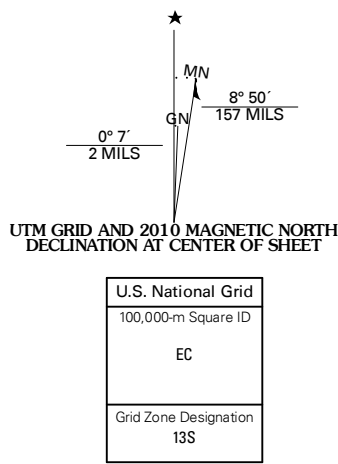 MN
8° 50´
157 MILS
GN
0° 7´
2 MILS
UTM GRID AND 2010 MAGNETIC NORTH
DECLINATION AT CENTER OF SHEET
U.S. National Grid
100,000-m Square ID
EC
Grid Zone Designation
13S